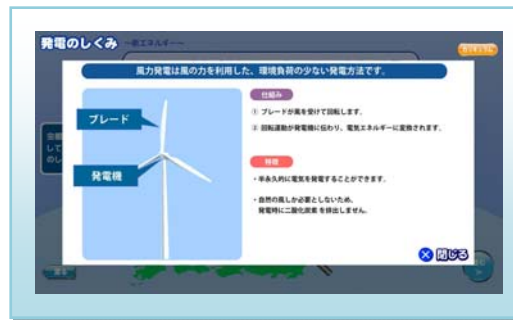 発電のしくみ
風力発電は風の力を利用した、環境負荷の少ない発電方法です。
ブレード
発電機
仕組み
① ブレードが風を受けて回転します。
② 回転運動が発電機に伝わり、電気エネルギーに変換されます。
特徴
・半永久的に電気を発電することができます。
・自然の風しか必要としないため、
発電時に二酸化炭素を排出しません。
閉じる
戻る